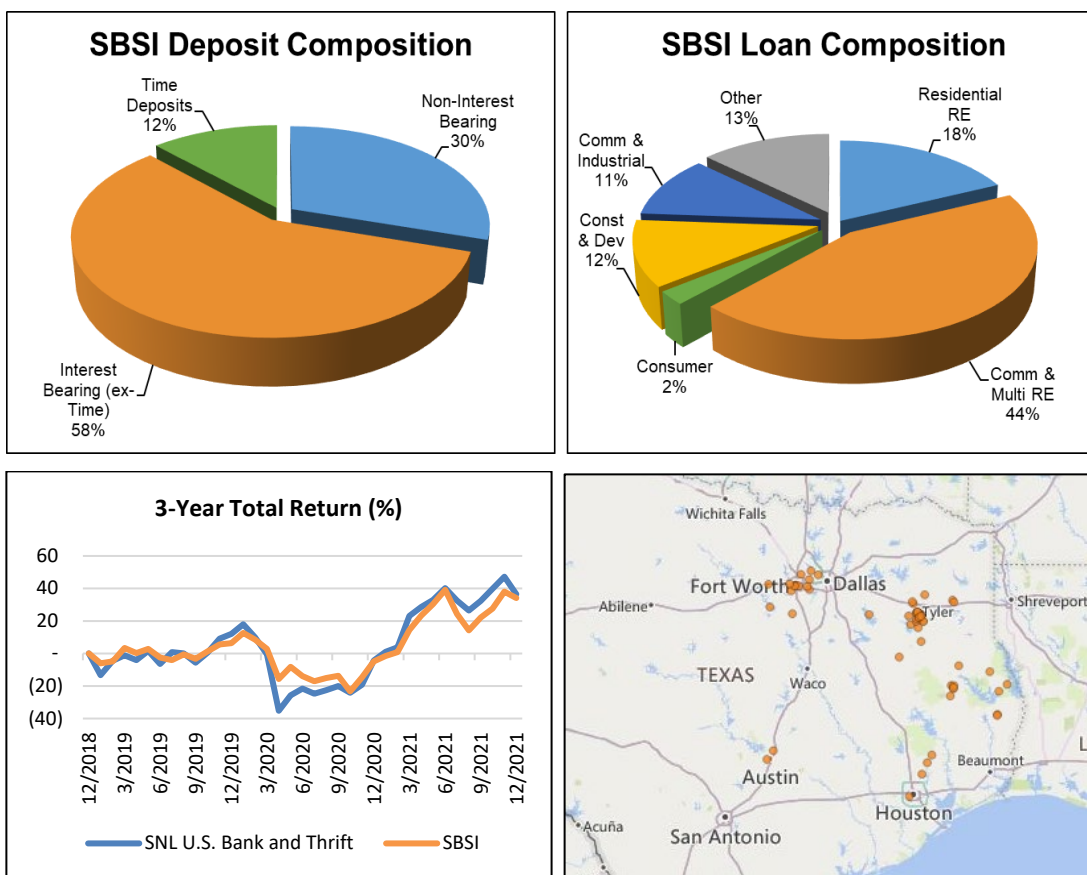 SBSI Deposit Composition
Time
Deposits
12%
Non-Interest
Bearing
30%
Interest
Bearing (ex-
Time)
58%
SBSI Loan Composition
Other
13%
Residential
RE
18%
Comm &
Industrial
11%
Const
& Dev
12%
Consumer
2%
Comm &
Multi RE
44%
3-Year Total Return (%)
60
40
20
-
(20)
(40)
12/2018
3/2019
6/2019
9/2019
12/2019
3/2020
6/2020
9/2020
12/2020
3/2021
6/2021
9/2021
12/2021
SNL U.S. Bank and Thrift
SBSI
Wichita Falls
Fort Worth
Dallas
Abilene
Tyler
Shreveport
TEXAS
Waco
Austin
Beaumont
L
Houston
San Antonio
Acuña